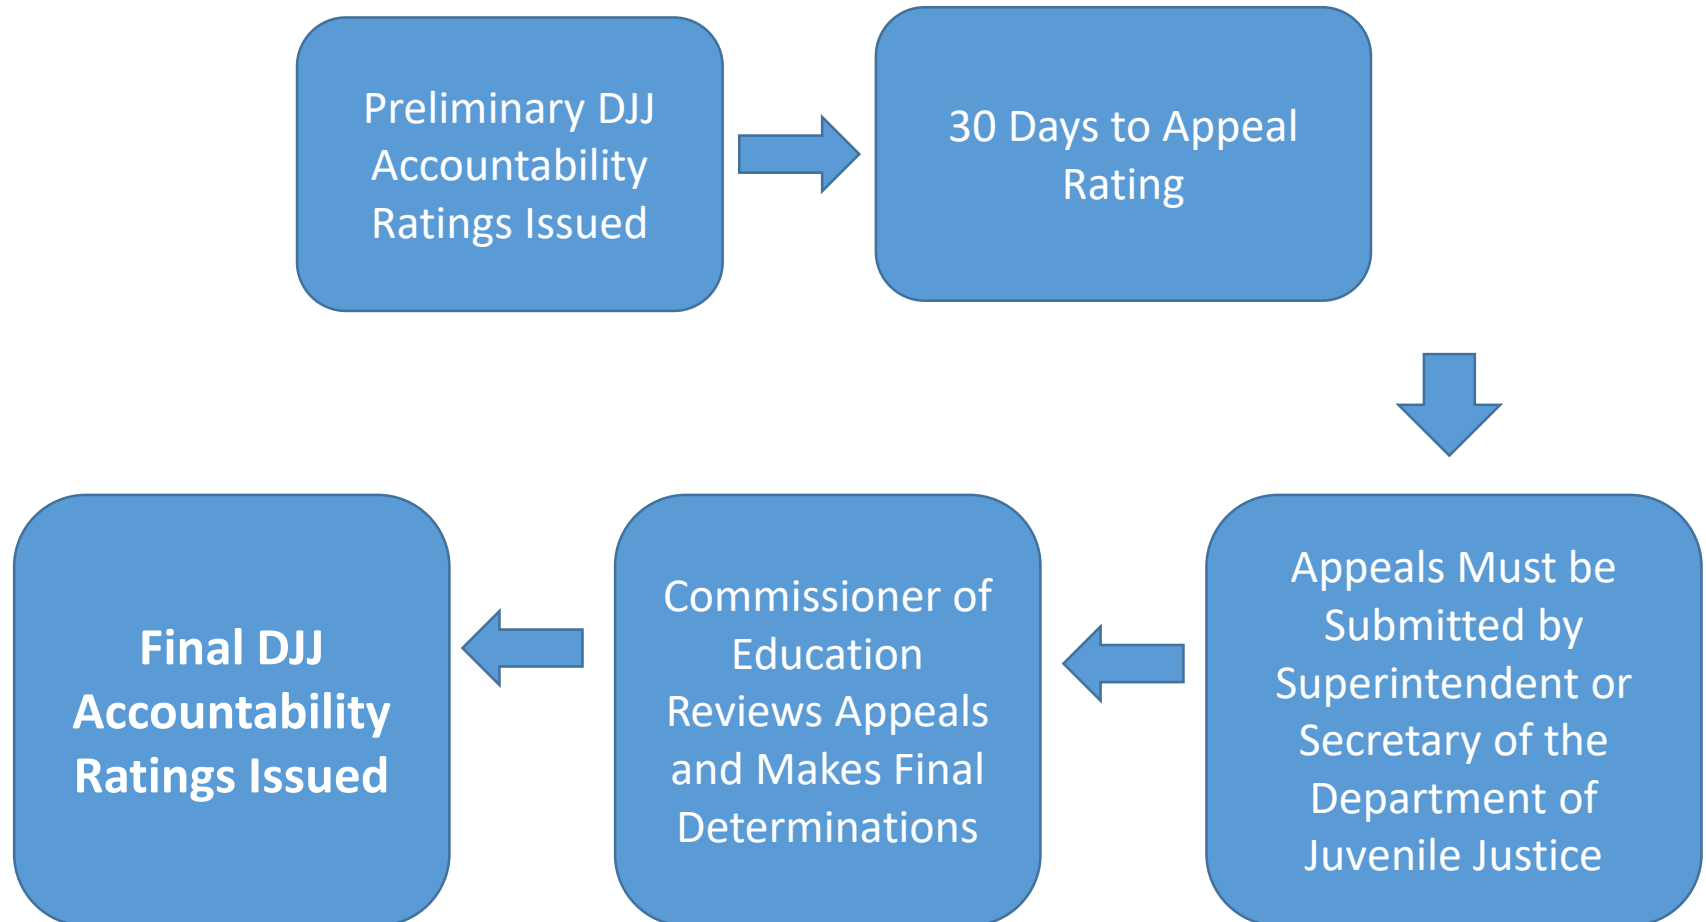 Preliminary DJJ
Accountability
Ratings Issued
30 Days to Appeal
Rating
Appeals Must be
Submitted by
Superintendent or
Secretary of the
Department of
Juvenile Justice
Commissioner of
Education
Reviews Appeals
and Makes Final
Determinations
Final DJJ
Accountability
Ratings Issued